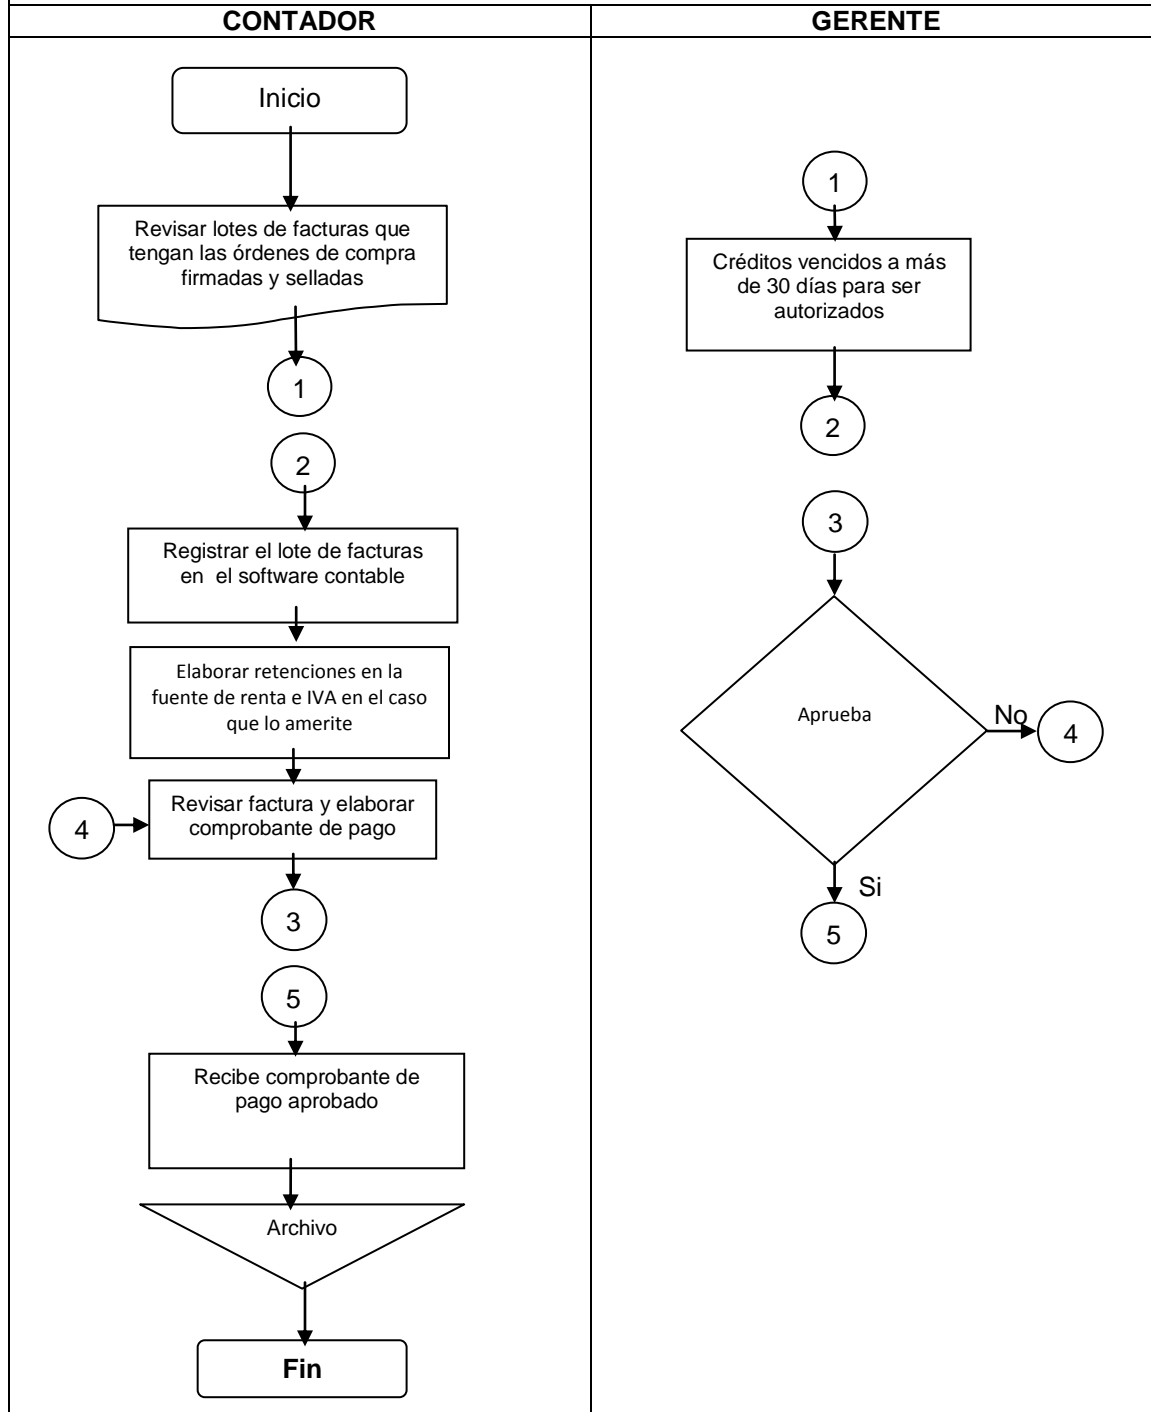 CONTADOR
GERENTE
Inicio
Revisar lotes de facturas que
tengan las órdenes de compra
firmadas y selladas
1
2
Registrar el lote de facturas
en  el software contable
Elaborar retenciones en la
fuente de renta e IVA en el caso
que lo amerite
4
Revisar factura y elaborar
comprobante de pago
3
5
Recibe comprobante de
pago aprobado
Archivo
Fin
1
Créditos vencidos a más
de 30 días para ser
autorizados
2
3
Aprueba
No
4
Si
5